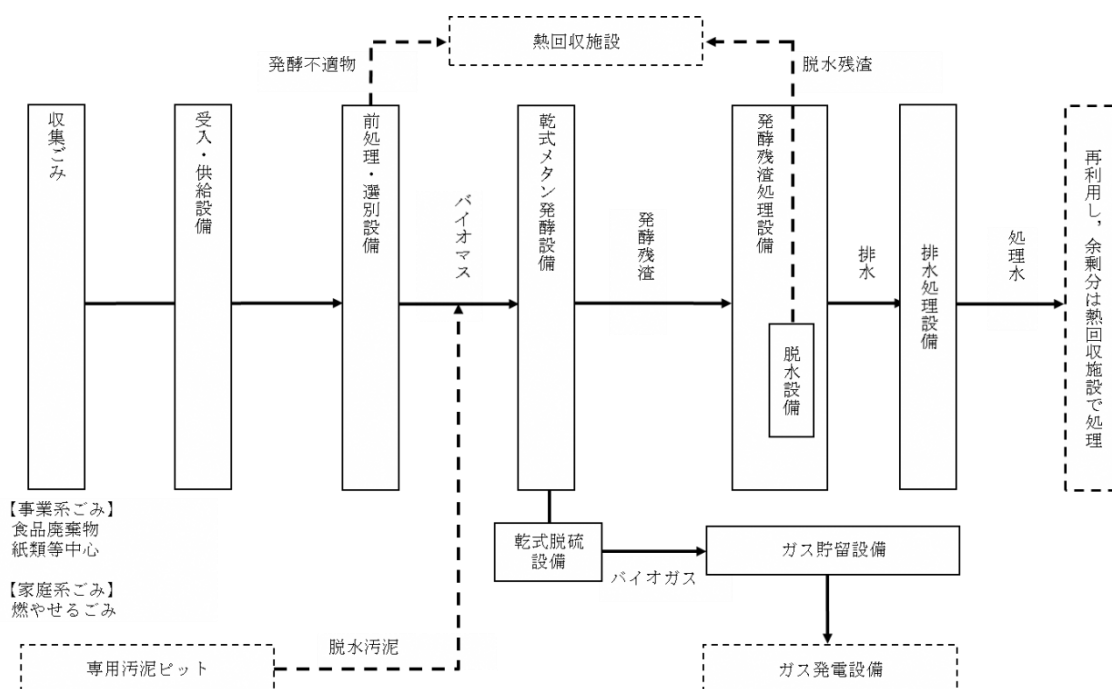 熱回収施設
発酵不適物
脱水残渣
収集ごみ
受入・供給設備
前処理・選別設備
バイオマス
乾式メタン発酵設備
発酵残渣
発酵残渣処理設備
脱水設備
排水
排水処理設備
処理水
再利用し，余剰分は熱回収施設で処理
【事業系ごみ】
食品廃棄物
紙類等中心
【家庭系ごみ】
燃やせるごみ
乾式脱硫
設備
バイオガス
ガス貯留設備
専用汚泥ピット
脱水汚泥
ガス発電設備